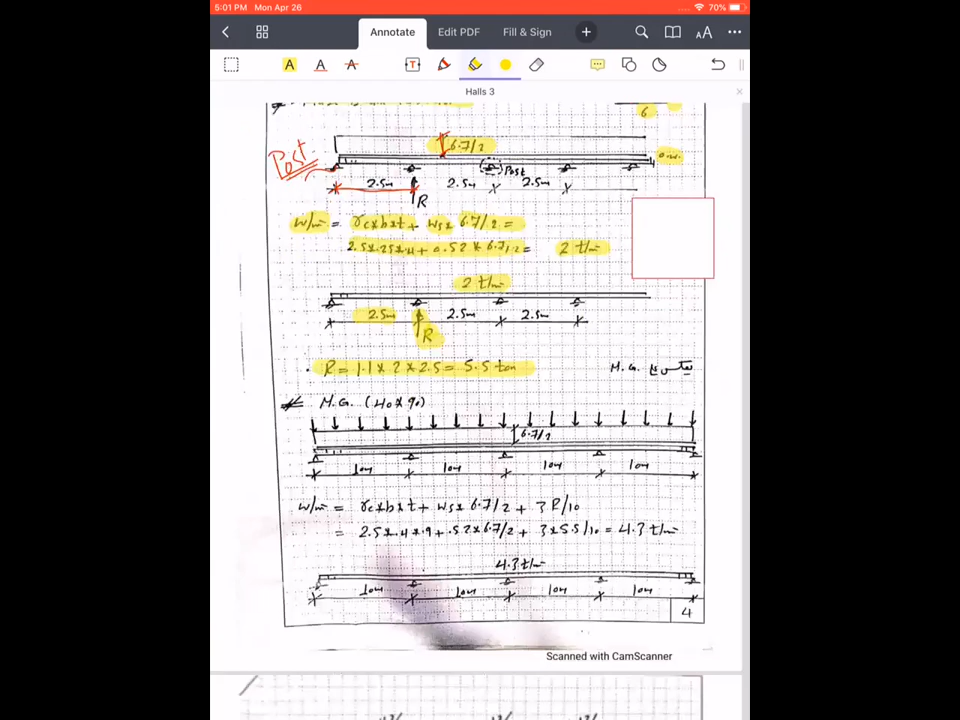 5:01 PM Mon Apr 26
70%
Annotate
Edit PDF
Fill & Sign
Halls 3
6
6.7/2
o.w.
Post
Post
2.5m 2.5m 2.5m
R
w/m = γc×b×t + ws× 6.7/2 =
2.5×.25×.4 + 0.52 × 6.7/2 = 2 t/m
2 t/m
2.5m 2.5m 2.5m
R
R = 1.1 × 2 × 2.5 = 5.5 ton
M.G.
M.G. (40×90)
6.7/2
10m 10m 10m 10m
w/m = γc×b×t + ws× 6.7/2 + 3R/10
= 2.5×.4×.9 + .52×6.7/2 + 3×5.5/10 = 4.3 t/m
4.3 t/m
10m 10m 10m 10m
4
Scanned with CamScanner